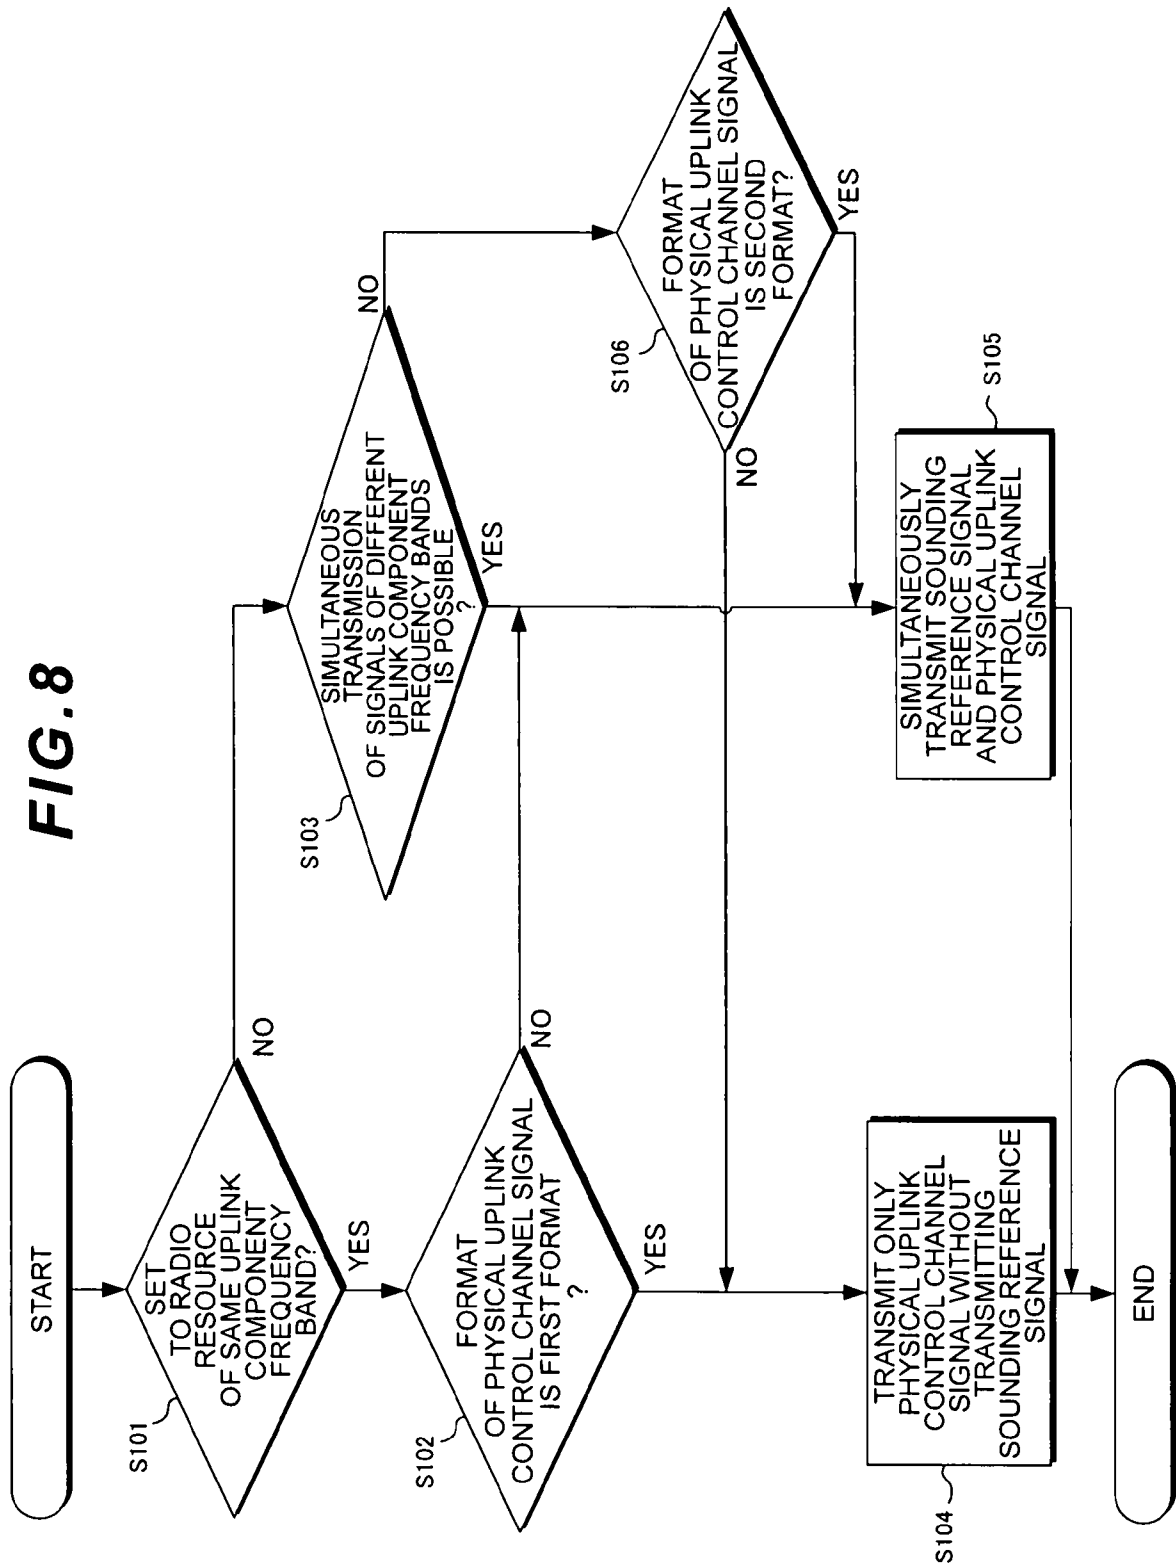 FIG.8
START
SET
TO RADIO
RESOURCE
OF SAME UPLINK
COMPONENT
FREQUENCY
BAND?
S101
NO
YES
FORMAT
OF PHYSICAL UPLINK
CONTROL CHANNEL SIGNAL
IS FIRST FORMAT
?
S102
NO
YES
SIMULTANEOUS
TRANSMISSION
OF SIGNALS OF DIFFERENT
UPLINK COMPONENT
FREQUENCY BANDS
IS POSSIBLE
?
S103
NO
YES
FORMAT
OF PHYSICAL UPLINK
CONTROL CHANNEL SIGNAL
IS SECOND
FORMAT?
S106
NO
YES
TRANSMIT ONLY
PHYSICAL UPLINK
CONTROL CHANNEL
SIGNAL WITHOUT
TRANSMITTING
SOUNDING REFERENCE
SIGNAL
S104
SIMULTANEOUSLY
TRANSMIT SOUNDING
REFERENCE SIGNAL
AND PHYSICAL UPLINK
CONTROL CHANNEL
SIGNAL
S105
END